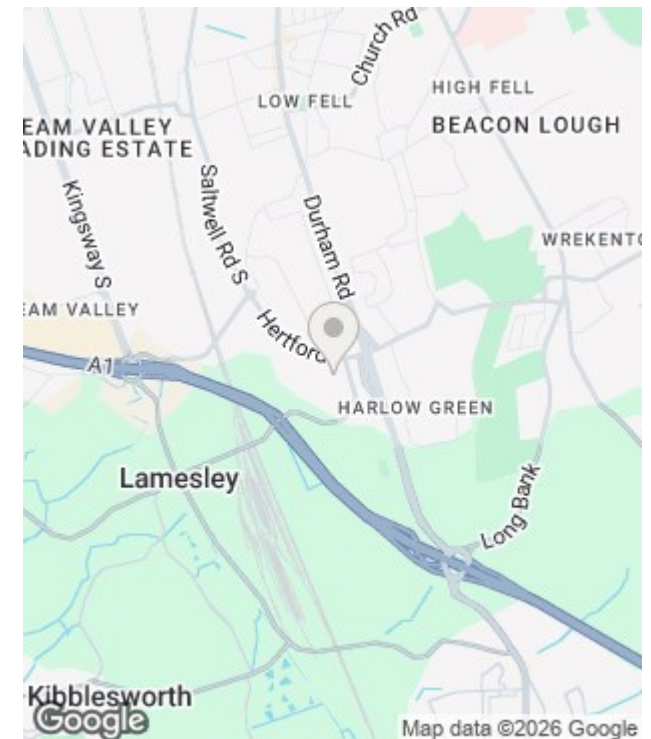 Church Rd
LOW FELL
HIGH FELL
BEACON LOUGH
EAM VALLEY
ADING ESTATE
Kingsway S
Saltwell Rd S
Durham Rd
WREKENTO
EAM VALLEY
Hertford
A1
HARLOW GREEN
Lamesley
Long Bank
Kibblesworth
Google
Map data ©2026 Google